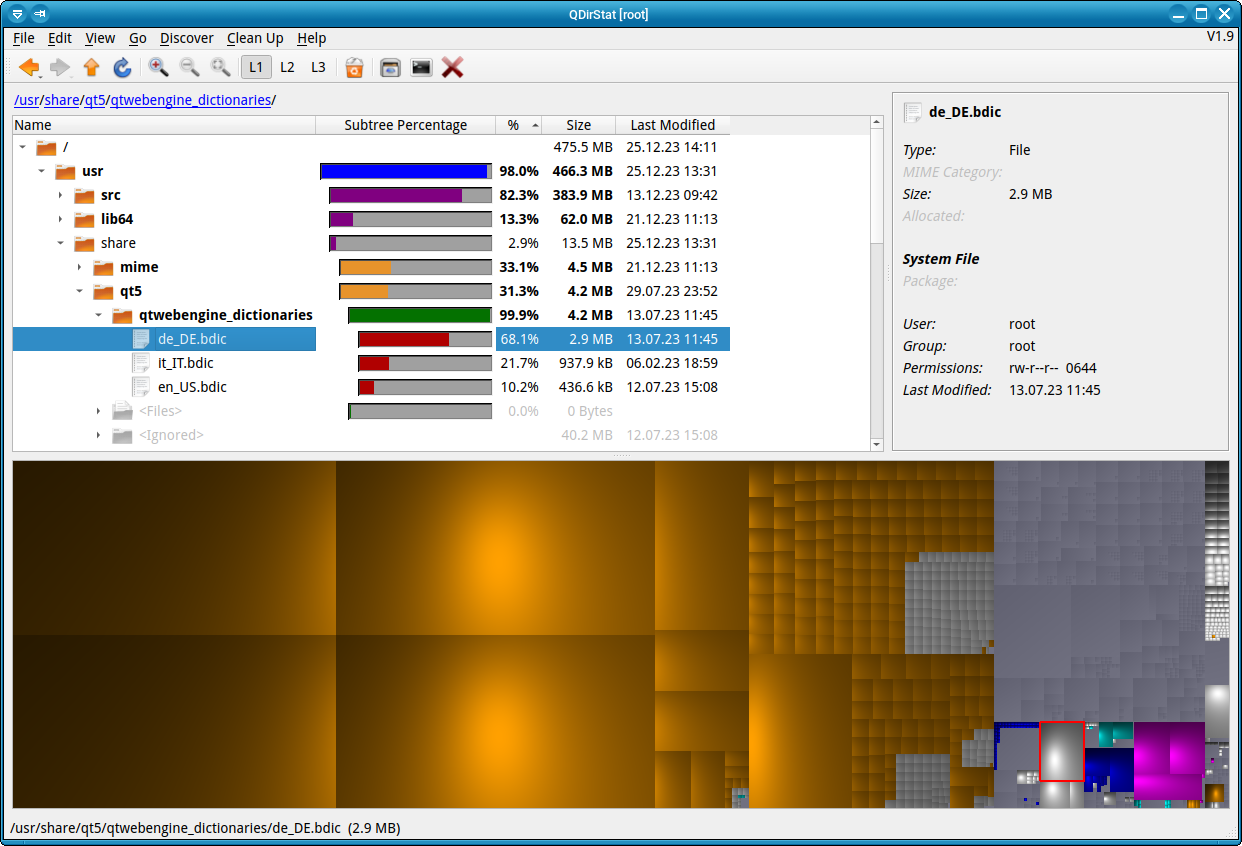 QDirStat [root]
File Edit View Go Discover Clean Up Help V1.9
L1 L2 L3
/usr/share/qt5/qtwebengine_dictionaries/
Name Subtree Percentage % Size Last Modified
/ 475.5 MB 25.12.23 14:11
usr 98.0% 466.3 MB 25.12.23 13:31
src 82.3% 383.9 MB 13.12.23 09:42
lib64 13.3% 62.0 MB 21.12.23 11:13
share 2.9% 13.5 MB 25.12.23 13:31
mime 33.1% 4.5 MB 21.12.23 11:13
qt5 31.3% 4.2 MB 29.07.23 23:52
qtwebengine_dictionaries 99.9% 4.2 MB 13.07.23 11:45
de_DE.bdic 68.1% 2.9 MB 13.07.23 11:45
it_IT.bdic 21.7% 937.9 kB 06.02.23 18:59
en_US.bdic 10.2% 436.6 kB 12.07.23 15:08
<Files> 0.0% 0 Bytes
<Ignored> 40.2 MB 12.07.23 15:08
de_DE.bdic
Type: File
MIME Category:
Size: 2.9 MB
Allocated:
System File
Package:
User: root
Group: root
Permissions: rw-r--r-- 0644
Last Modified: 13.07.23 11:45
/usr/share/qt5/qtwebengine_dictionaries/de_DE.bdic (2.9 MB)